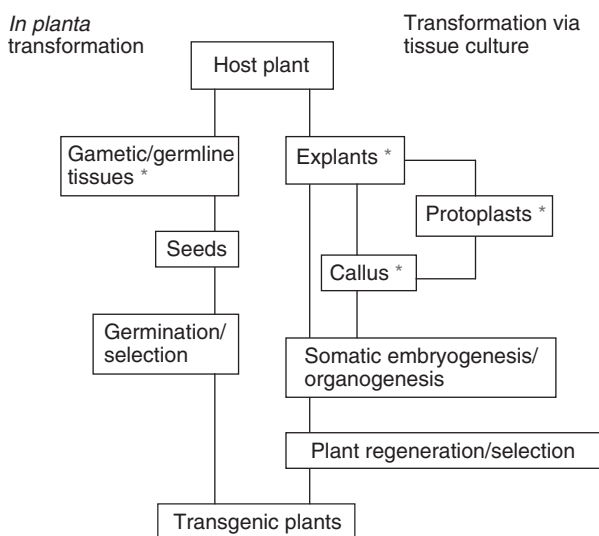 In planta
transformation
Transformation via
tissue culture
Host plant
Gametic/germline
tissues *
Explants *
Protoplasts *
Seeds
Callus *
Germination/
selection
Somatic embryogenesis/
organogenesis
Plant regeneration/selection
Transgenic plants